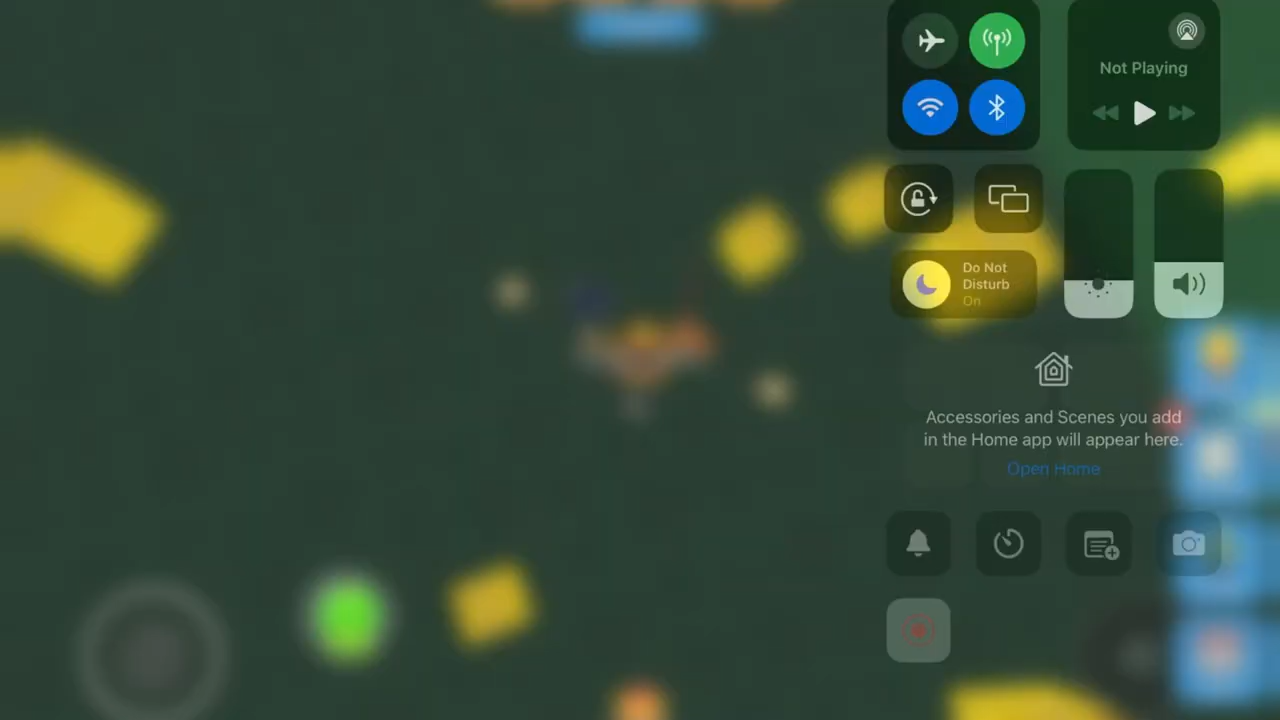 Not Playing
Do Not
Disturb
On
Accessories and Scenes you add
in the Home app will appear here.
Open Home